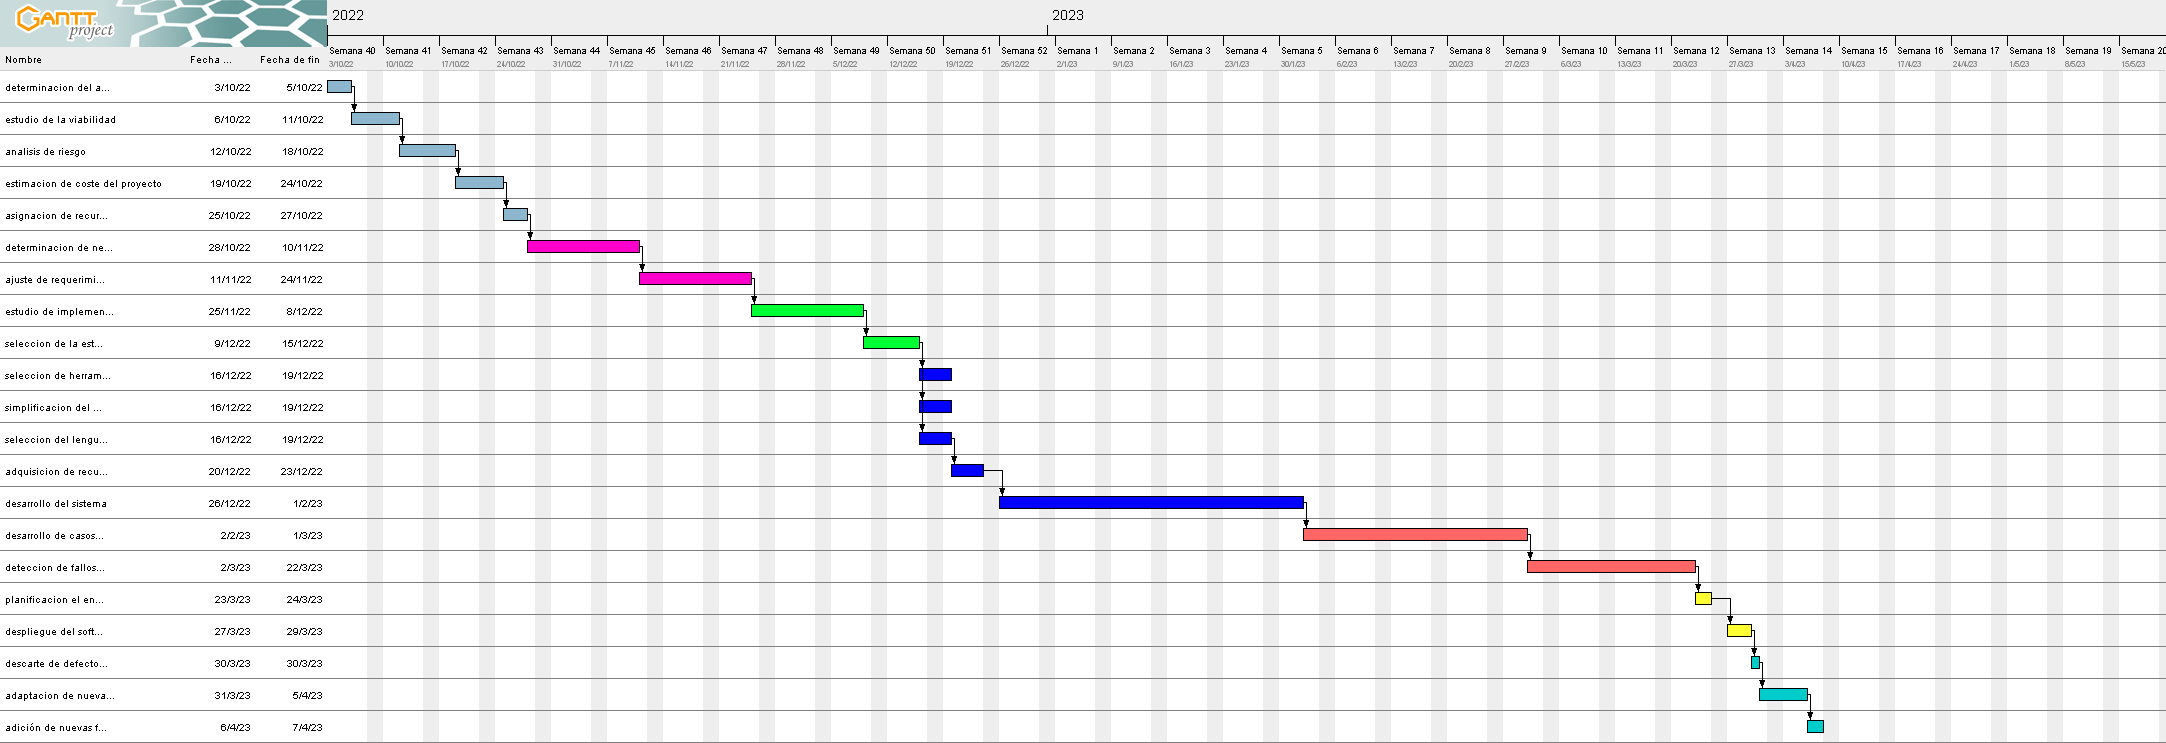 GANTT
project
2022 2023
Semana 40 Semana 41 Semana 42 Semana 43 Semana 44 Semana 45 Semana 46 Semana 47 Semana 48 Semana 49 Semana 50 Semana 51 Semana 52 Semana 1 Semana 2 Semana 3 Semana 4 Semana 5 Semana 6 Semana 7 Semana 8 Semana 9 Semana 10 Semana 11 Semana 12 Semana 13 Semana 14 Semana 15 Semana 16 Semana 17 Semana 18 Semana 19 Semana 20
Nombre Fecha ... Fecha de fin 3/10/22 10/10/22 17/10/22 24/10/22 31/10/22 7/11/22 14/11/22 21/11/22 28/11/22 5/12/22 12/12/22 19/12/22 26/12/22 2/1/23 9/1/23 16/1/23 23/1/23 30/1/23 6/2/23 13/2/23 20/2/23 27/2/23 6/3/23 13/3/23 20/3/23 27/3/23 3/4/23 10/4/23 17/4/23 24/4/23 1/5/23 8/5/23 15/5/23
determinacion del a... 3/10/22 5/10/22
estudio de la viabilidad 6/10/22 11/10/22
analisis de riesgo 12/10/22 18/10/22
estimacion de coste del proyecto 19/10/22 24/10/22
asignacion de recur... 25/10/22 27/10/22
determinacion de ne... 28/10/22 10/11/22
ajuste de requerimi... 11/11/22 24/11/22
estudio de implemen... 25/11/22 8/12/22
seleccion de la est... 9/12/22 15/12/22
seleccion de herram... 16/12/22 19/12/22
simplificacion del ... 16/12/22 19/12/22
seleccion del lengu... 16/12/22 19/12/22
adquisicion de recu... 20/12/22 23/12/22
desarrollo del sistema 26/12/22 1/2/23
desarrollo de casos... 2/2/23 1/3/23
deteccion de fallos... 2/3/23 22/3/23
planificacion el en... 23/3/23 24/3/23
despliegue del soft... 27/3/23 29/3/23
descarte de defecto... 30/3/23 30/3/23
adaptacion de nueva... 31/3/23 5/4/23
adición de nuevas f... 6/4/23 7/4/23